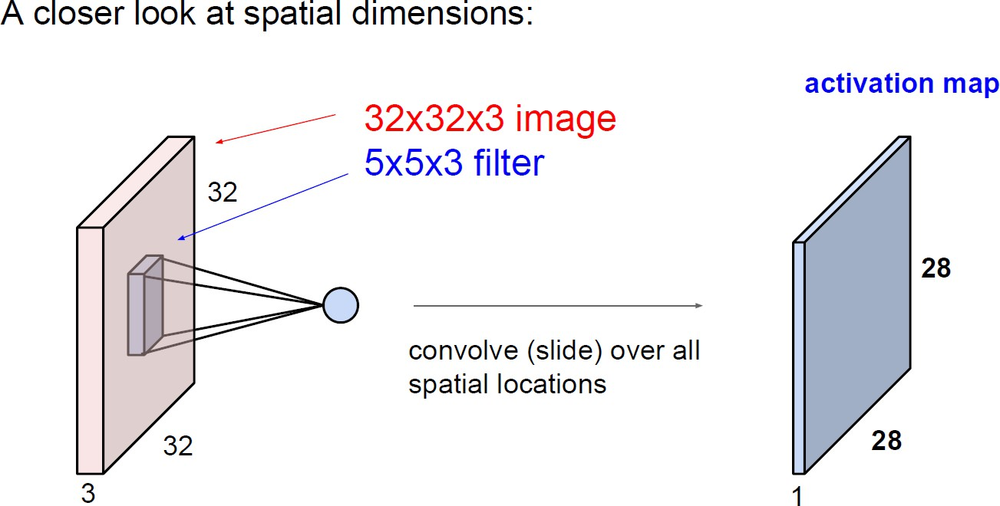 A closer look at spatial dimensions:
activation map
32x32x3 image
5x5x3 filter
32
28
convolve (slide) over all
spatial locations
32
28
3
1